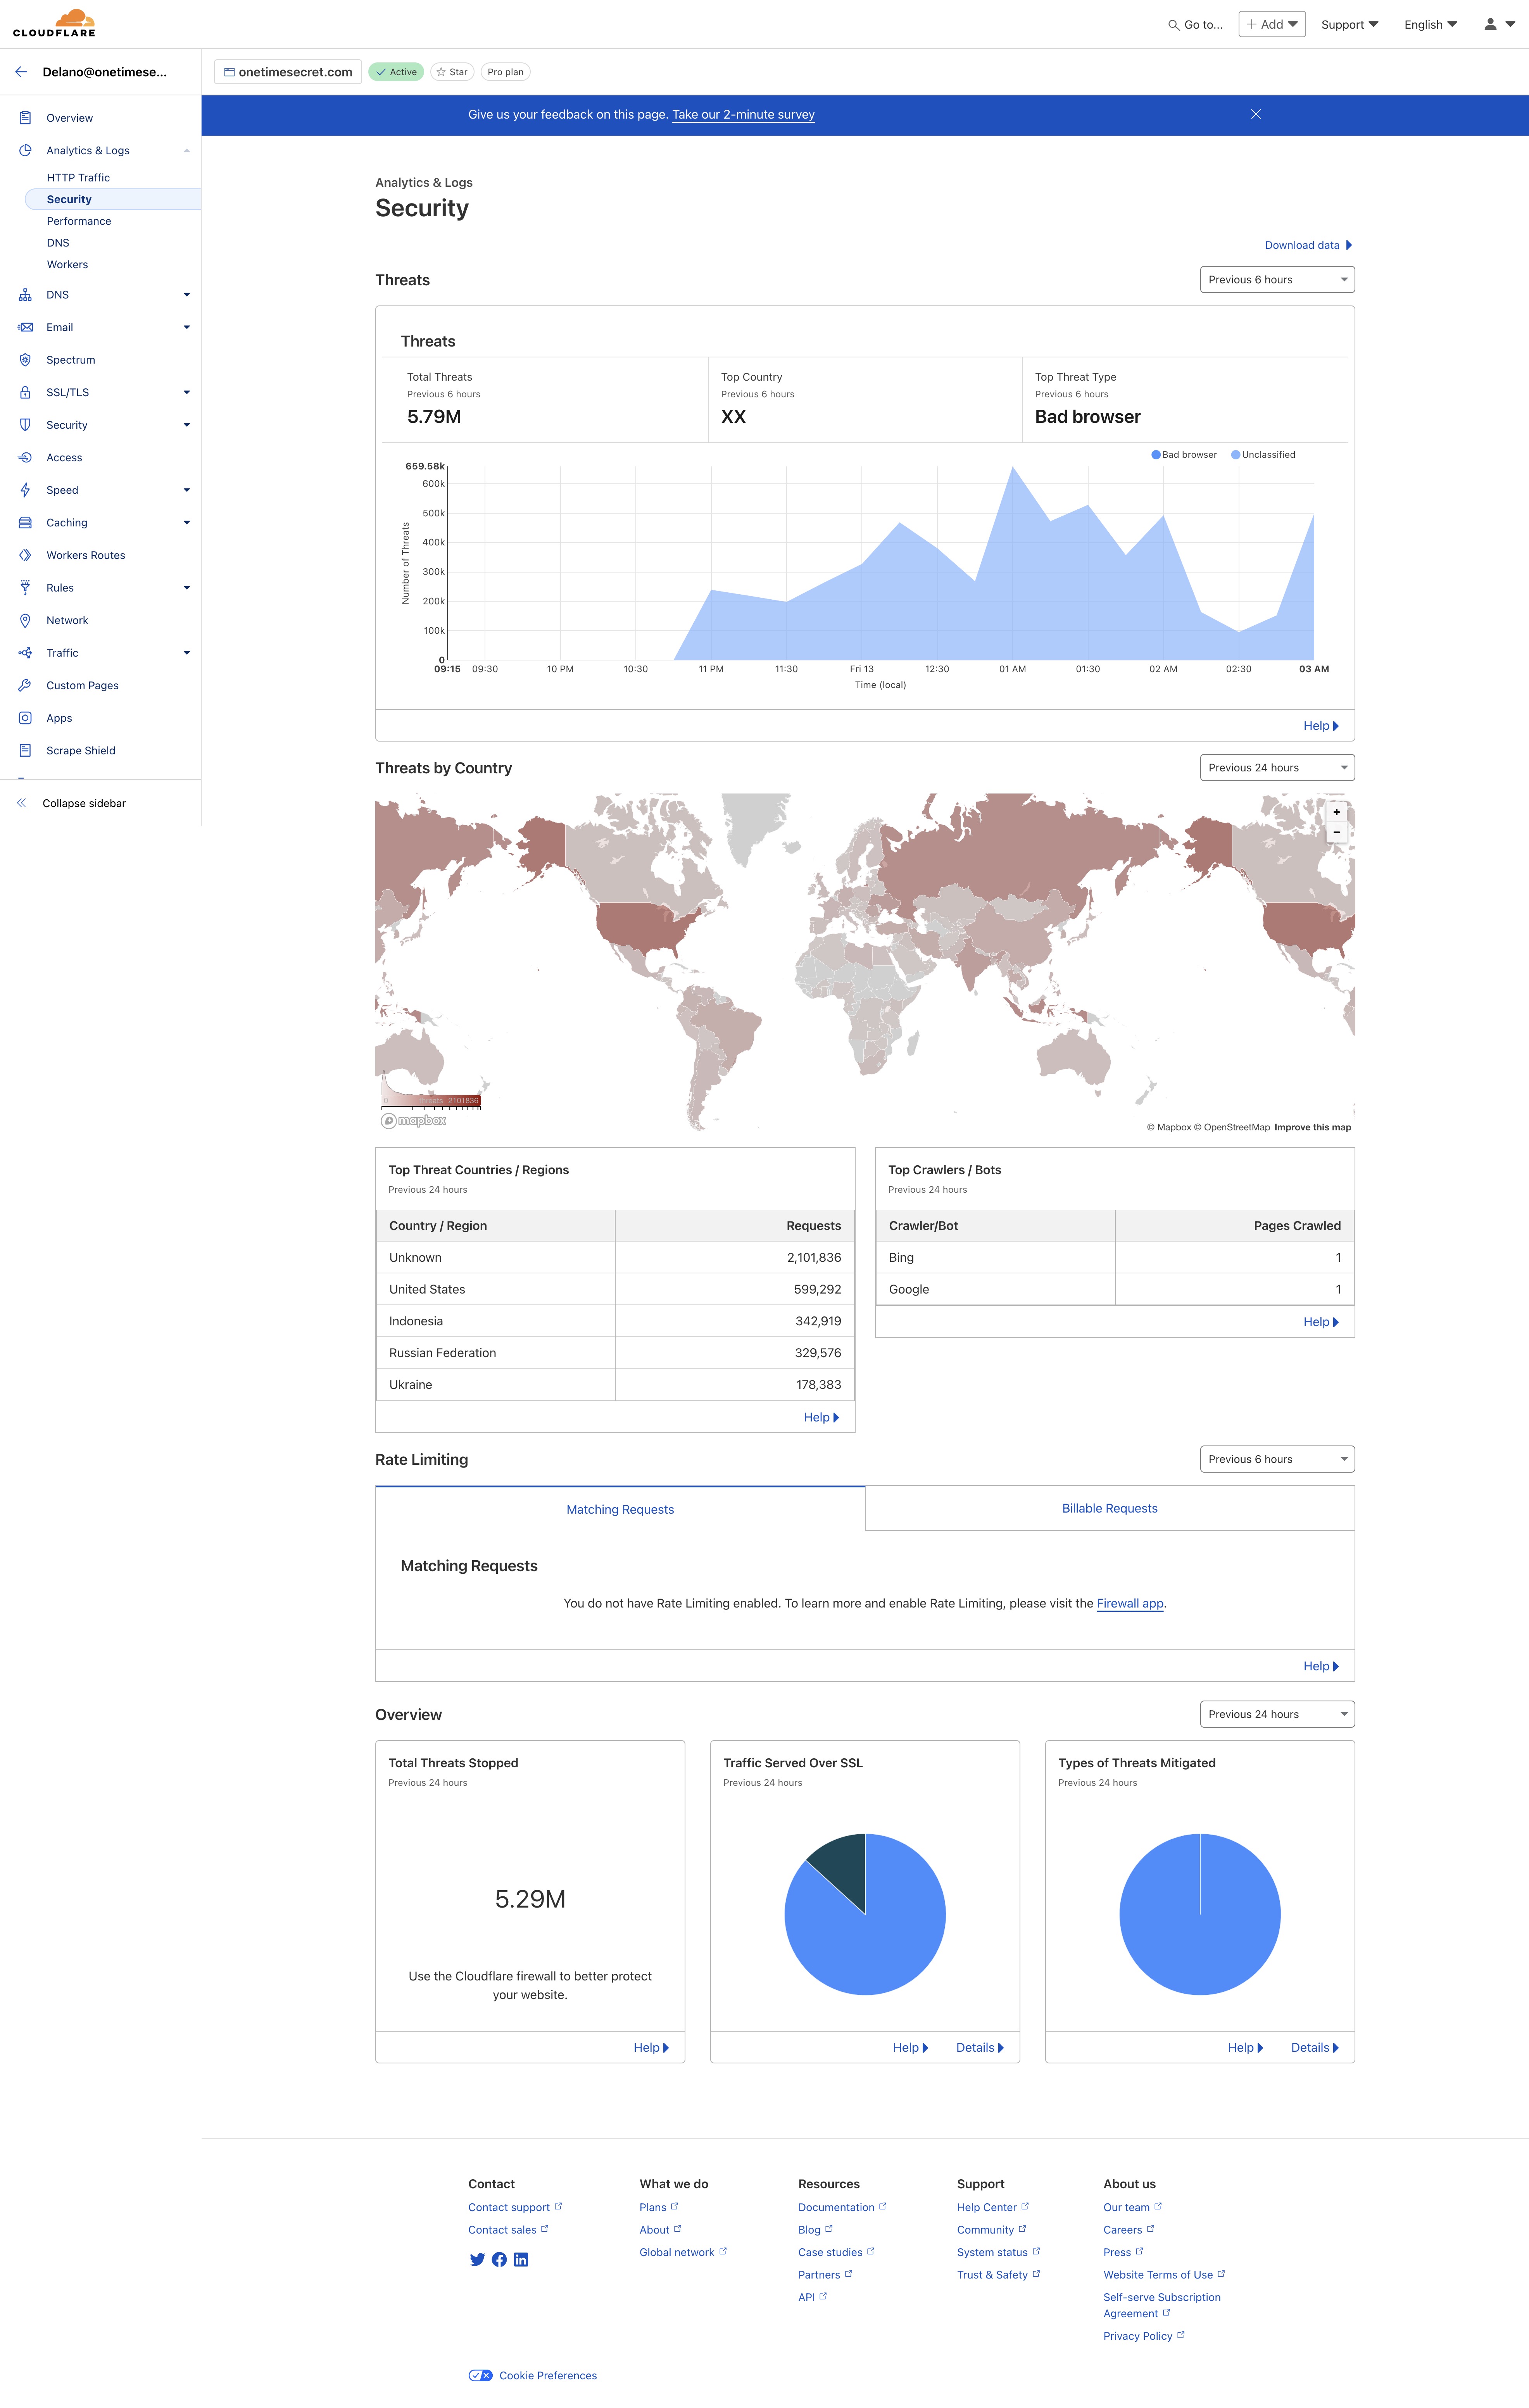 CLOUDFLARE
Go to...
Add
Support
English
Delano@onetimese...
onetimesecret.com
Active
Star
Pro plan
Give us your feedback on this page. Take our 2-minute survey
Overview
Analytics & Logs
HTTP Traffic
Security
Performance
DNS
Workers
DNS
Email
Spectrum
SSL/TLS
Security
Access
Speed
Caching
Workers Routes
Rules
Network
Traffic
Custom Pages
Apps
Scrape Shield
Collapse sidebar
Analytics & Logs
Security
Download data
Threats
Previous 6 hours
Threats
Total Threats
Previous 6 hours
5.79M
Top Country
Previous 6 hours
XX
Top Threat Type
Previous 6 hours
Bad browser
Bad browser Unclassified
659.58k
600k
500k
400k
300k
200k
100k
0
Number of Threats
09:15 09:30 10 PM 10:30 11 PM 11:30 Fri 13 12:30 01 AM 01:30 02 AM 02:30 03 AM
Time (local)
Help
Threats by Country
Previous 24 hours
+
−
0 2101836
mapbox
© Mapbox © OpenStreetMap Improve this map
Top Threat Countries / Regions
Previous 24 hours
Country / Region Requests
Unknown 2,101,836
United States 599,292
Indonesia 342,919
Russian Federation 329,576
Ukraine 178,383
Help
Top Crawlers / Bots
Previous 24 hours
Crawler/Bot Pages Crawled
Bing 1
Google 1
Help
Rate Limiting
Previous 6 hours
Matching Requests
Billable Requests
Matching Requests
You do not have Rate Limiting enabled. To learn more and enable Rate Limiting, please visit the Firewall app.
Help
Overview
Previous 24 hours
Total Threats Stopped
Previous 24 hours
5.29M
Use the Cloudflare firewall to better protect
your website.
Help
Traffic Served Over SSL
Previous 24 hours
Help Details
Types of Threats Mitigated
Previous 24 hours
Help Details
Contact
Contact support
Contact sales
What we do
Plans
About
Global network
Resources
Documentation
Blog
Case studies
Partners
API
Support
Help Center
Community
System status
Trust & Safety
About us
Our team
Careers
Press
Website Terms of Use
Self-serve Subscription
Agreement
Privacy Policy
Cookie Preferences